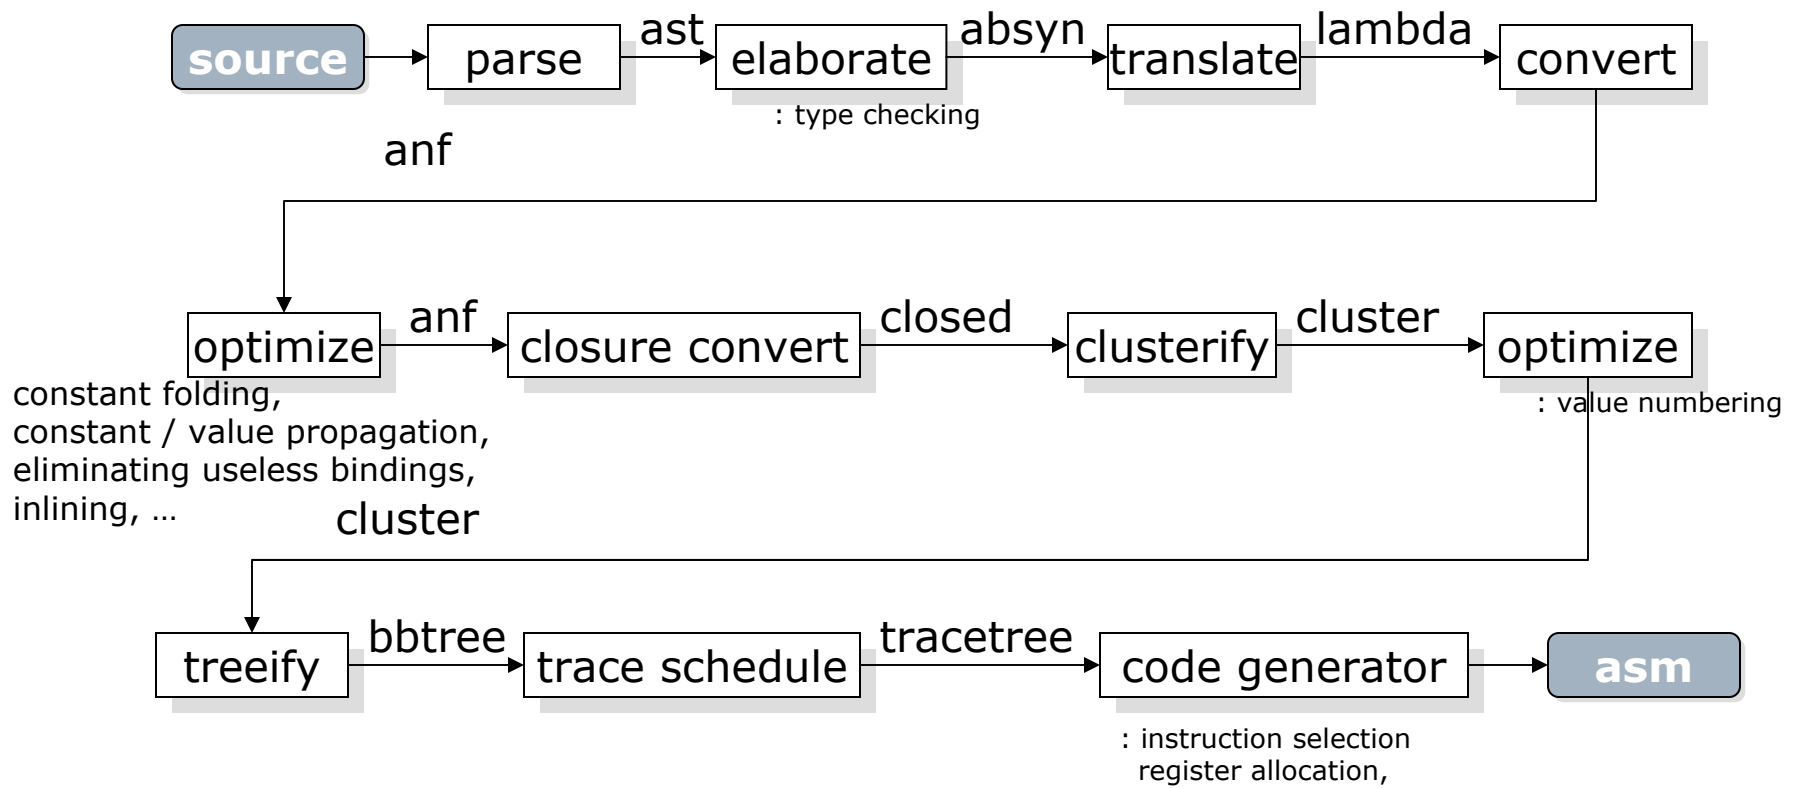 source
parse
ast
elaborate
absyn
translate
lambda
convert
: type checking
anf
optimize
anf
closure convert
closed
clusterify
cluster
optimize
constant folding,
constant / value propagation,
eliminating useless bindings,
inlining, …
: value numbering
cluster
treeify
bbtree
trace schedule
tracetree
code generator
asm
: instruction selection
register allocation,